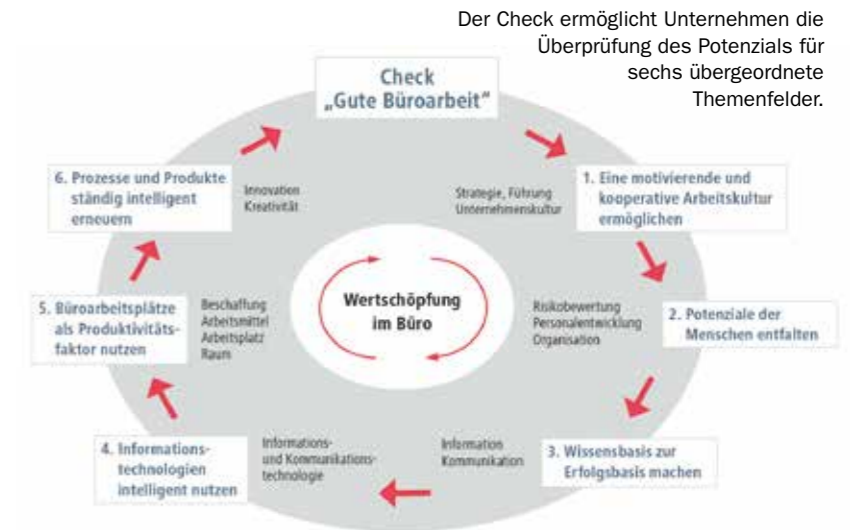 Der Check ermöglicht Unternehmen die
Überprüfung des Potenzials für
sechs übergeordnete
Themenfelder.
Check
„Gute Büroarbeit“
1. Eine motivierende und
kooperative Arbeitskultur
ermöglichen
Strategie, Führung
Unternehmenskultur
2. Potenziale der
Menschen entfalten
Risikobewertung
Personalentwicklung
Organisation
3. Wissensbasis zur
Erfolgsbasis machen
Information
Kommunikation
4. Informations-
technologien
intelligent nutzen
Informations-
und Kommunikations-
technologie
5. Büroarbeitsplätze
als Produktivitäts-
faktor nutzen
Beschaffung
Arbeitsmittel
Arbeitsplatz
Raum
6. Prozesse und Produkte
ständig intelligent
erneuern
Innovation
Kreativität
Wertschöpfung
im Büro